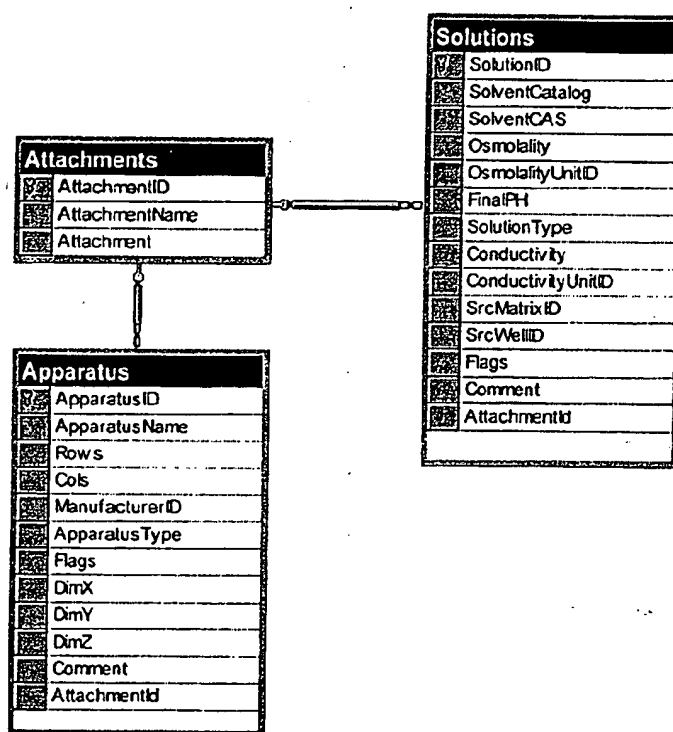 Solutions
SolutionID
SolventCatalog
SolventCAS
Osmolality
OsmolalityUnitID
FinalPH
SolutionType
Conductivity
ConductivityUnitID
SrcMatrixID
SrcWellID
Flags
Comment
AttachmentId
Attachments
AttachmentID
AttachmentName
Attachment
Apparatus
ApparatusID
ApparatusName
Rows
Cols
ManufacturerID
ApparatusType
Flags
DimX
DimY
DimZ
Comment
AttachmentId